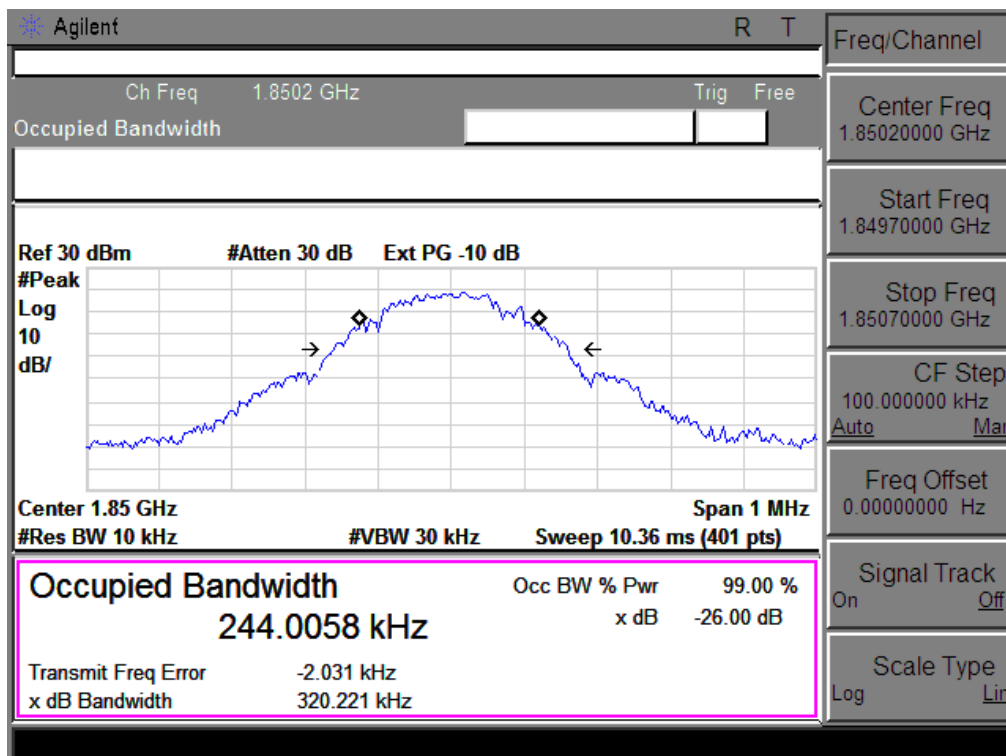 Agilent R T
Ch Freq 1.8502 GHz Trig Free
Occupied Bandwidth
Ref 30 dBm #Atten 30 dB Ext PG -10 dB
#Peak
Log
10
dB/
Center 1.85 GHz Span 1 MHz
#Res BW 10 kHz #VBW 30 kHz Sweep 10.36 ms (401 pts)
Occupied Bandwidth
244.0058 kHz
Occ BW % Pwr 99.00 %
x dB -26.00 dB
Transmit Freq Error -2.031 kHz
x dB Bandwidth 320.221 kHz
Freq/Channel
Center Freq
1.85020000 GHz
Start Freq
1.84970000 GHz
Stop Freq
1.85070000 GHz
CF Step
100.000000 kHz
Auto Man
Freq Offset
0.00000000 Hz
Signal Track
On Off
Scale Type
Log Lin